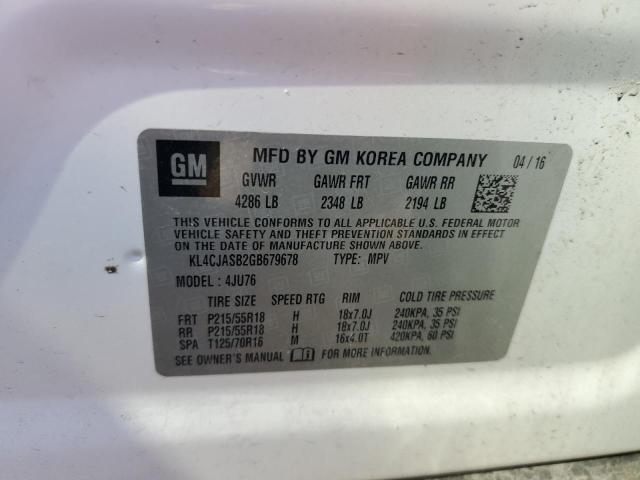 GM MFD BY GM KOREA COMPANY 04 / 16
GVWR GAWR FRT GAWR RR
4286 LB 2348 LB 2194 LB
THIS VEHICLE CONFORMS TO ALL APPLICABLE U.S. FEDERAL MOTOR
VEHICLE SAFETY AND THEFT PREVENTION STANDARDS IN EFFECT
ON THE DATE OF MANUFACTURE SHOWN ABOVE.
KL4CJASB2GB679678 TYPE: MPV
MODEL: 4JU76
TIRE SIZE SPEED RTG RIM COLD TIRE PRESSURE
FRT P215/55R18 H 18x7.0J 240KPA, 35 PSI
RR P215/55R18 H 18x7.0J 240KPA, 35 PSI
SPA T125/70R16 M 16x4.0T 420KPA, 60 PSI
SEE OWNER'S MANUAL FOR MORE INFORMATION.